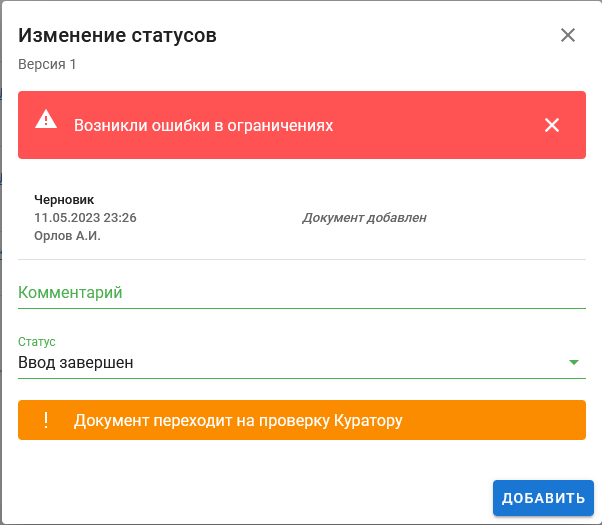 Изменение статусов
Версия 1
Возникли ошибки в ограничениях
Черновик
11.05.2023 23:26
Документ добавлен
Орлов А.И.
Комментарий
Статус
Ввод завершен
! Документ переходит на проверку Куратору
ДОБАВИТЬ